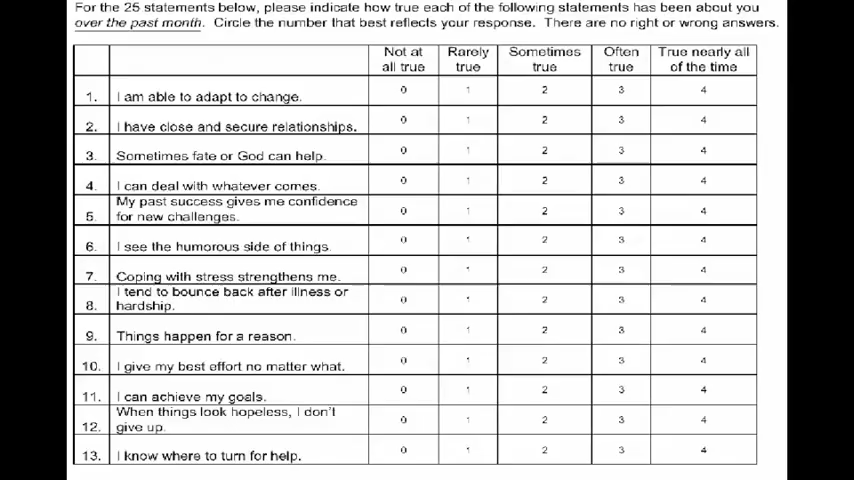 For the 25 statements below, please indicate how true each of the following statements has been about you
over the past month. Circle the number that best reflects your response. There are no right or wrong answers.
Not at all true Rarely true Sometimes true Often true True nearly all of the time
1. I am able to adapt to change. 0 1 2 3 4
2. I have close and secure relationships. 0 1 2 3 4
3. Sometimes fate or God can help. 0 1 2 3 4
4. I can deal with whatever comes. 0 1 2 3 4
5. My past success gives me confidence for new challenges. 0 1 2 3 4
6. I see the humorous side of things. 0 1 2 3 4
7. Coping with stress strengthens me. 0 1 2 3 4
8. I tend to bounce back after illness or hardship. 0 1 2 3 4
9. Things happen for a reason. 0 1 2 3 4
10. I give my best effort no matter what. 0 1 2 3 4
11. I can achieve my goals. 0 1 2 3 4
12. When things look hopeless, I don't give up. 0 1 2 3 4
13. I know where to turn for help. 0 1 2 3 4